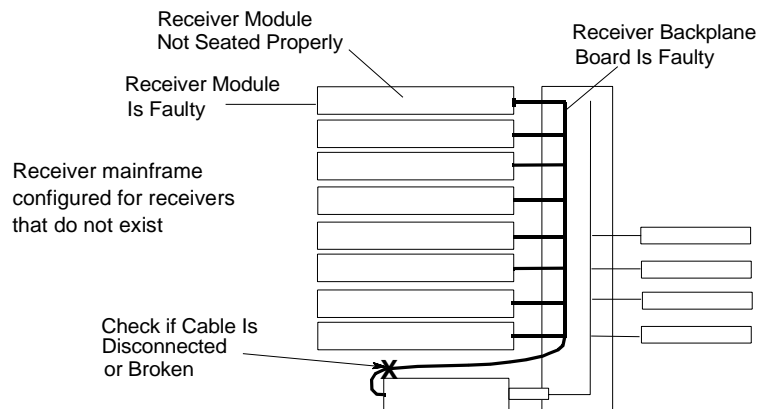 Receiver Module
Not Seated Properly
Receiver Backplane
Board Is Faulty
Receiver Module
Is Faulty
Receiver mainframe
configured for receivers
that do not exist
Check if Cable Is
Disconnected
or Broken
X